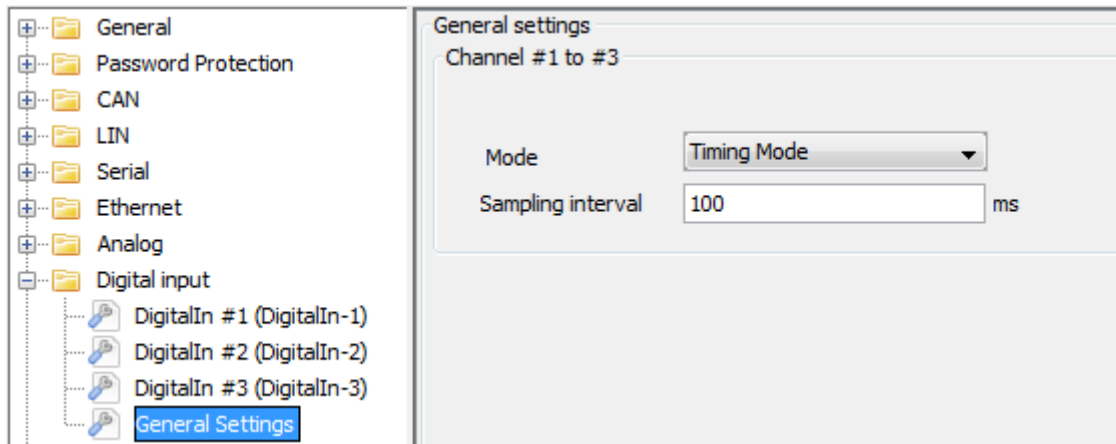 General
Password Protection
CAN
LIN
Serial
Ethernet
Analog
Digital input
DigitalIn #1 (DigitalIn-1)
DigitalIn #2 (DigitalIn-2)
DigitalIn #3 (DigitalIn-3)
General Settings
General settings
Channel #1 to #3
Mode
Timing Mode
Sampling interval
100
ms